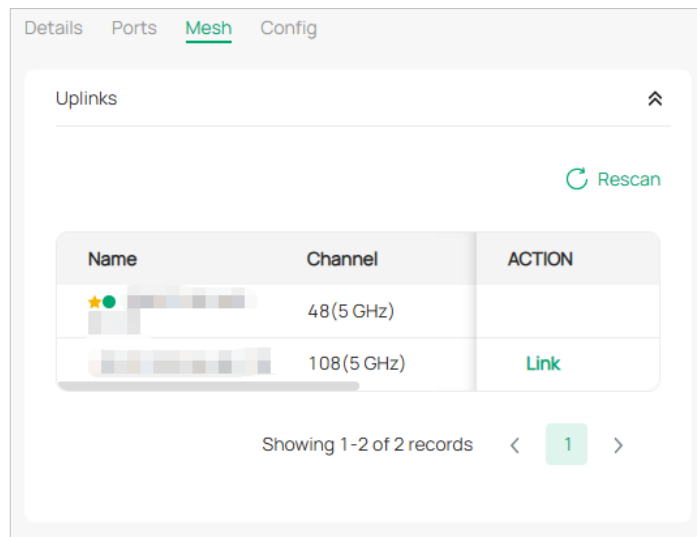 Details Ports Mesh Config
Uplinks
Rescan
Name Channel ACTION
48(5 GHz)
108(5 GHz) Link
Showing 1-2 of 2 records 1